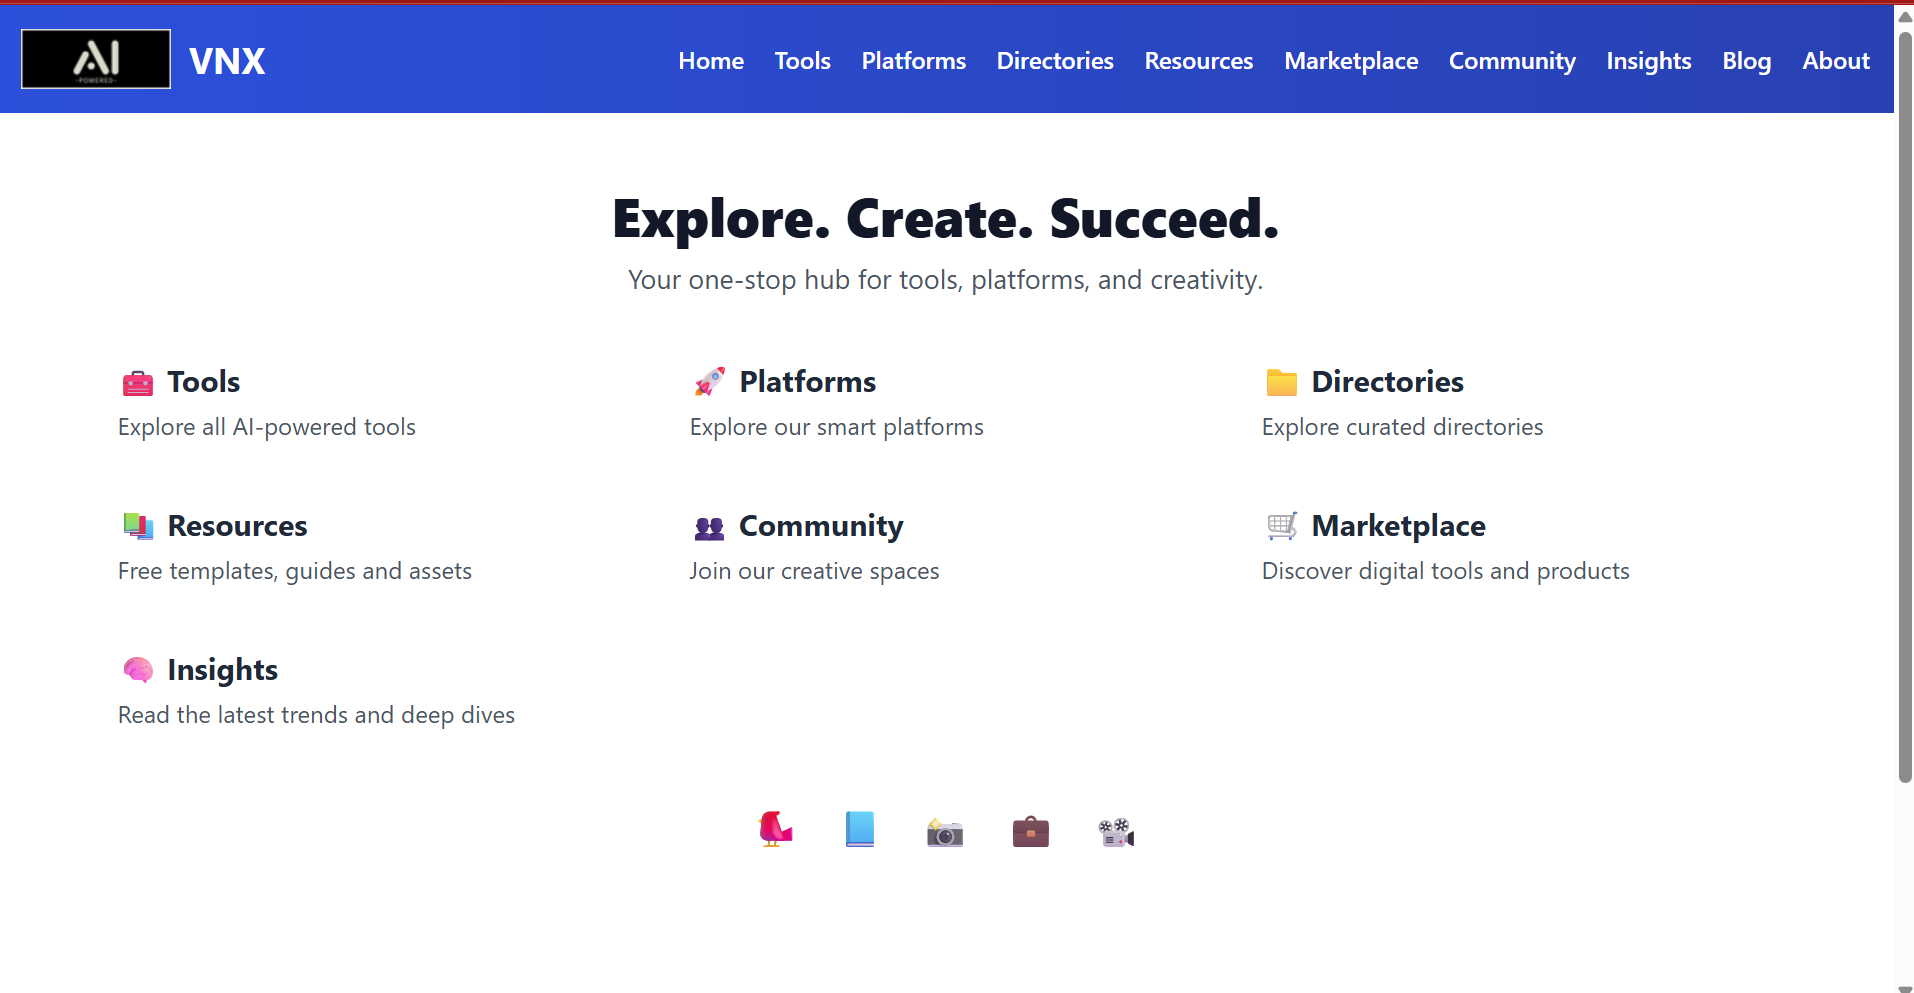 AI
-POWERED-
VNX
Home Tools Platforms Directories Resources Marketplace Community Insights Blog About
Explore. Create. Succeed.
Your one-stop hub for tools, platforms, and creativity.
Tools
Explore all AI-powered tools
Platforms
Explore our smart platforms
Directories
Explore curated directories
Resources
Free templates, guides and assets
Community
Join our creative spaces
Marketplace
Discover digital tools and products
Insights
Read the latest trends and deep dives